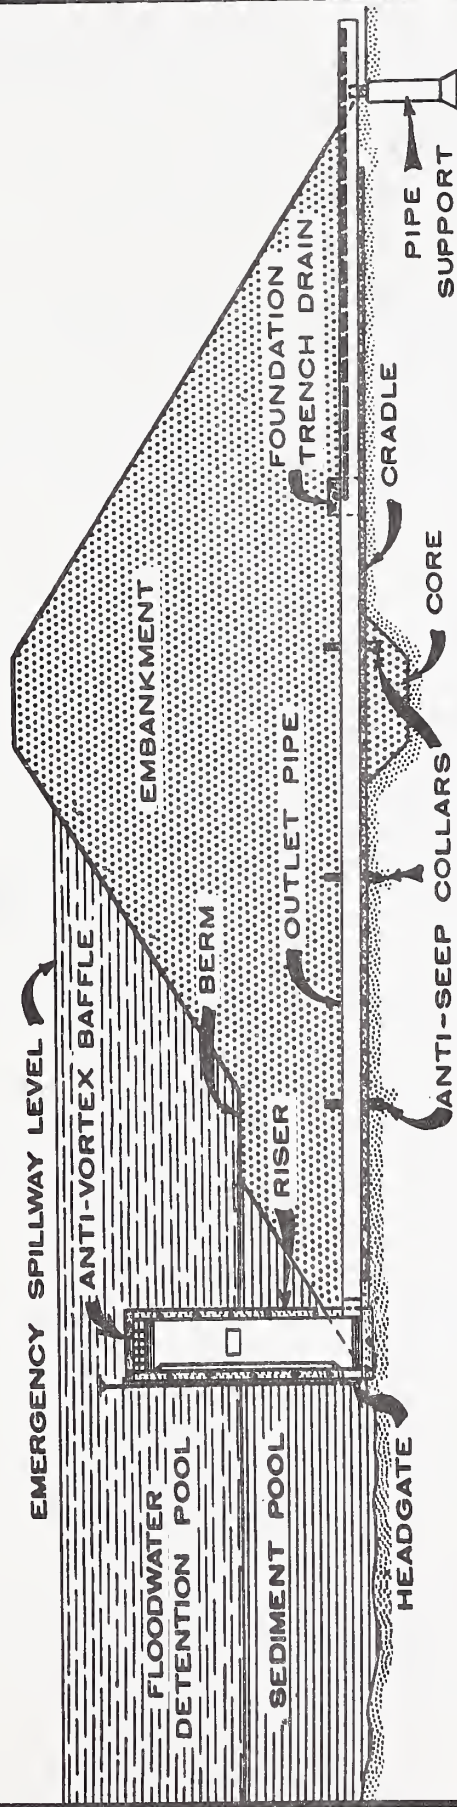 EMERGENCY SPILLWAY LEVEL
ANTI-VORTEX BAFFLE
FLOODWATER
DETENTION POOL
SEDIMENT POOL
HEADGATE
RISER
BERM
EMBANKMENT
OUTLET PIPE
ANTI-SEEP COLLARS
CORE
CRADLE
FOUNDATION
TRENCH DRAIN
PIPE
SUPPORT